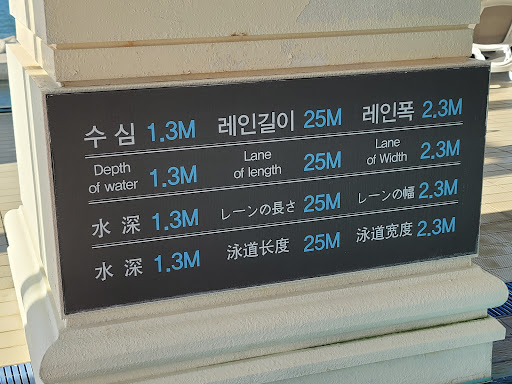 수 심 1.3M 레인길이 25M 레인폭 2.3M
Depth of water 1.3M Lane of length 25M Lane of Width 2.3M
水 深 1.3M レーンの長さ 25M レーンの幅 2.3M
水 深 1.3M 泳道长度 25M 泳道宽度 2.3M